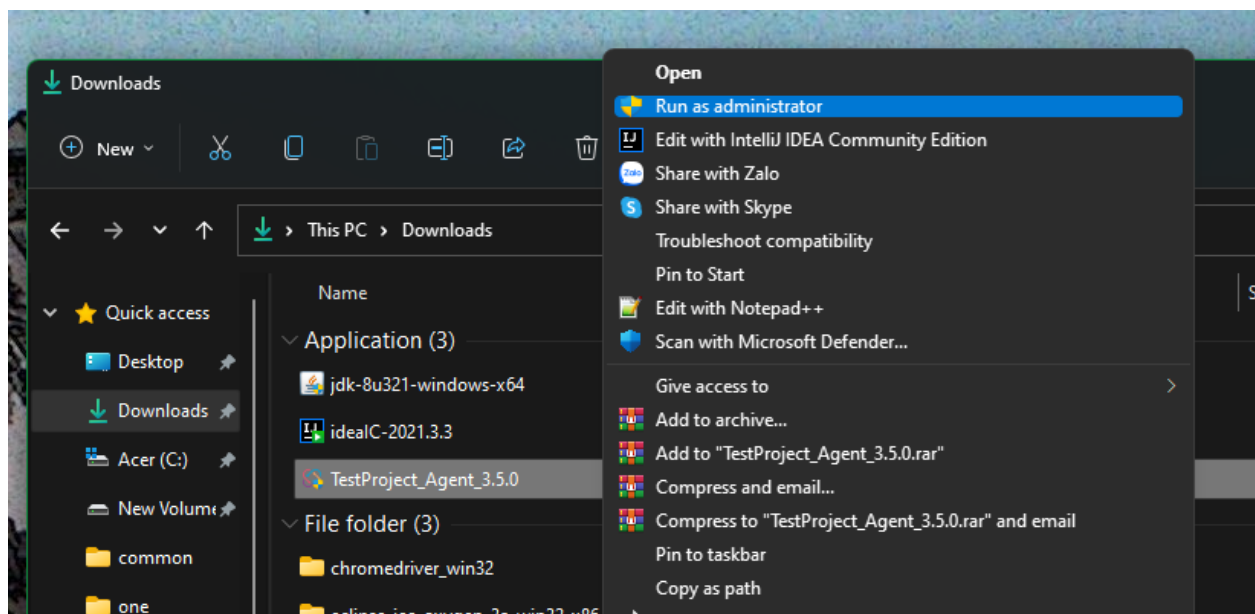 Downloads
New
This PC > Downloads
Quick access
Desktop
Downloads
Acer (C:)
New Volume
common
one
Name
Application (3)
jdk-8u321-windows-x64
ideaIC-2021.3.3
TestProject_Agent_3.5.0
File folder (3)
chromedriver_win32
Open
Run as administrator
Edit with IntelliJ IDEA Community Edition
Share with Zalo
Share with Skype
Troubleshoot compatibility
Pin to Start
Edit with Notepad++
Scan with Microsoft Defender...
Give access to
Add to archive...
Add to "TestProject_Agent_3.5.0.rar"
Compress and email...
Compress to "TestProject_Agent_3.5.0.rar" and email
Pin to taskbar
Copy as path